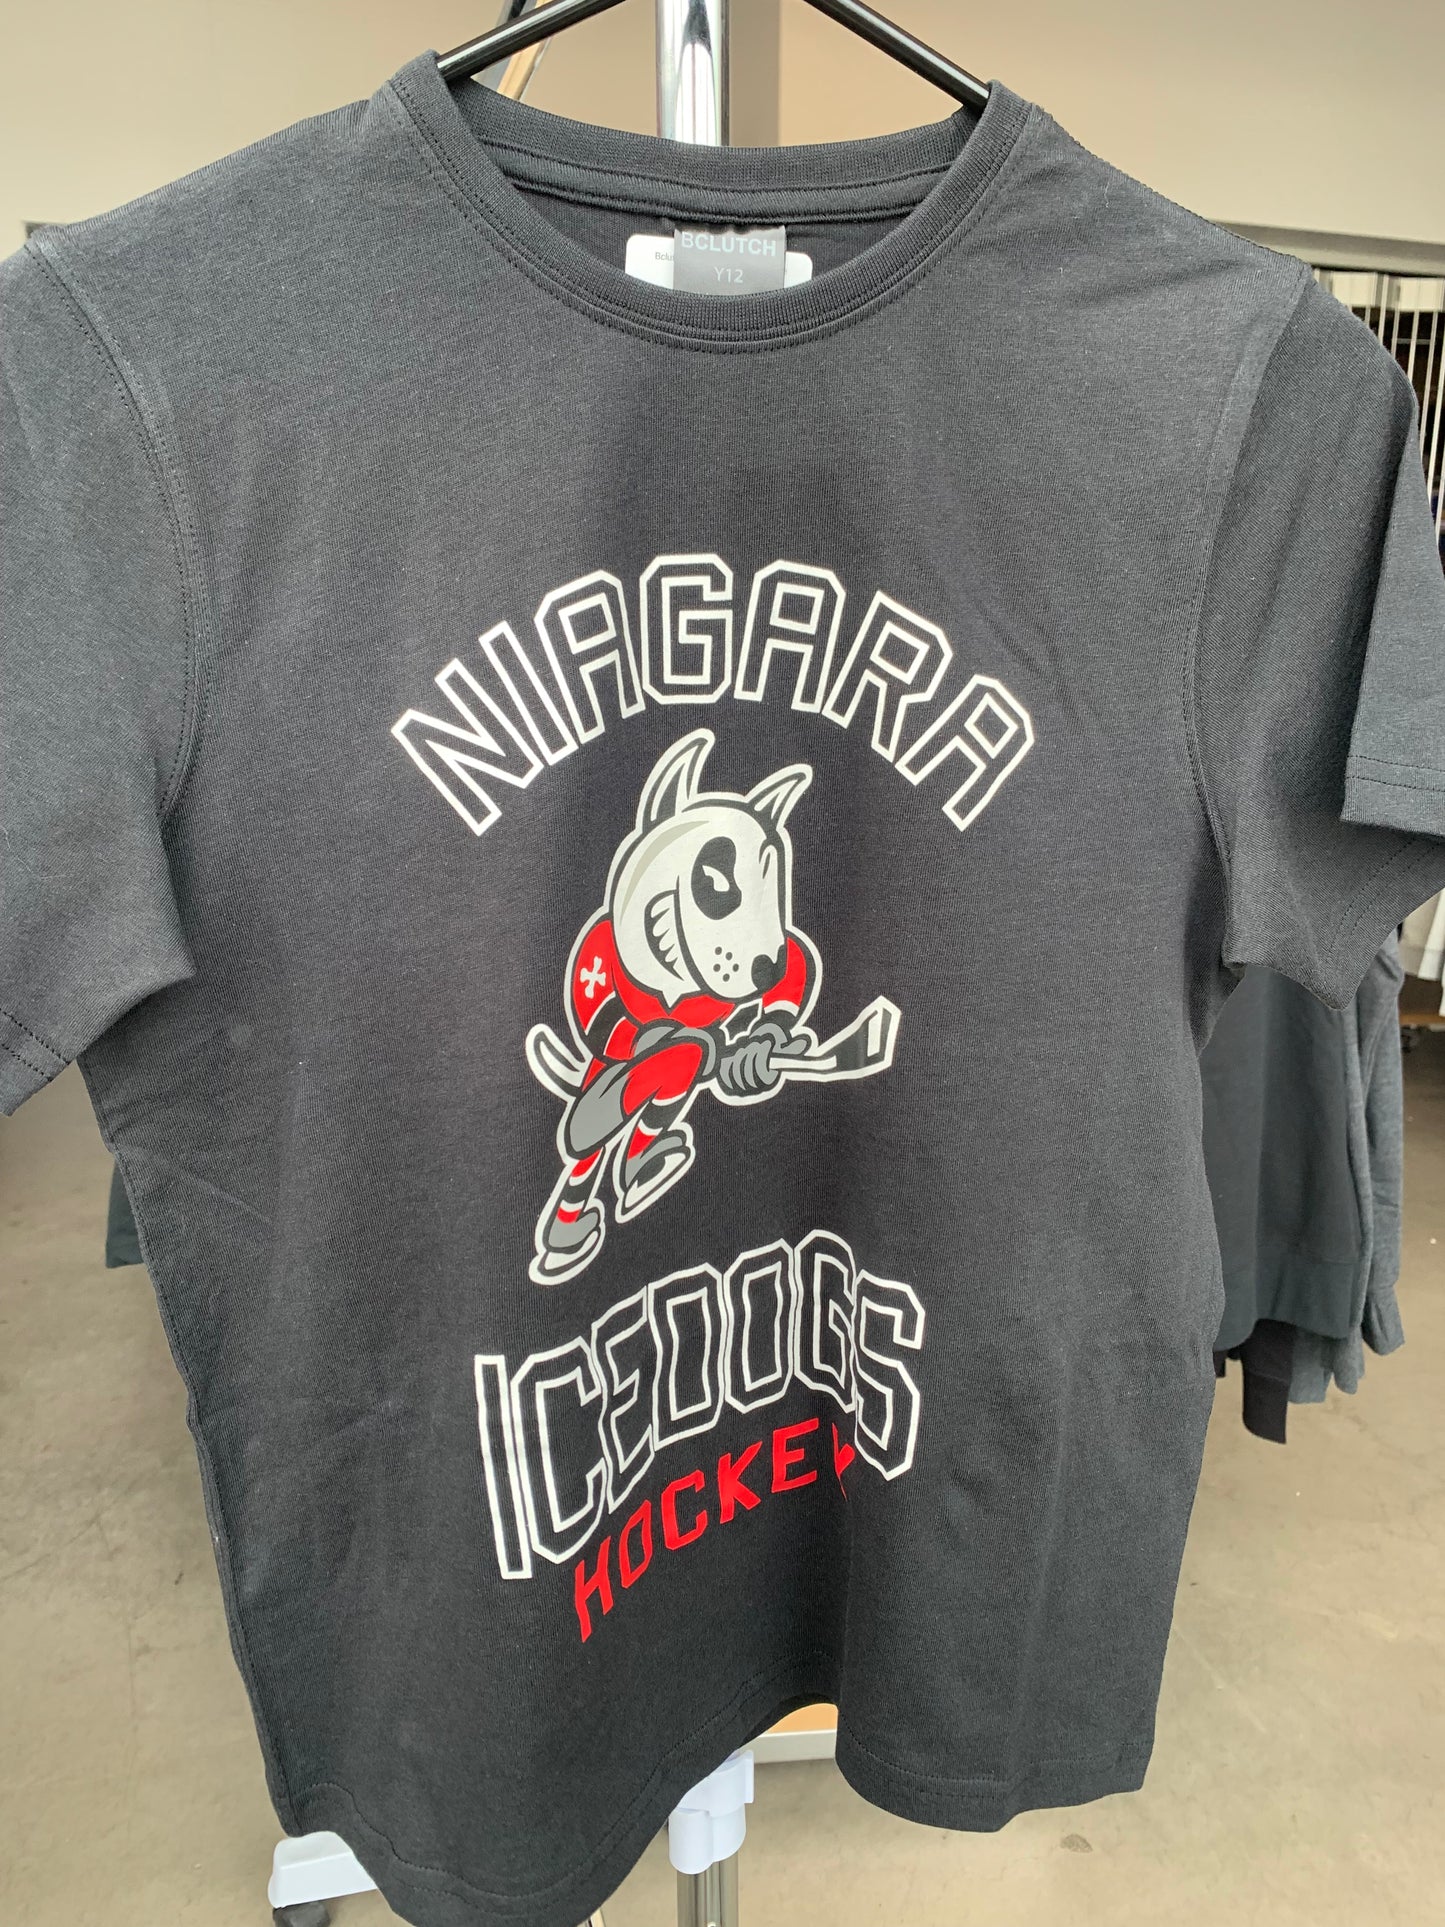 BCLUTCH
Y12
NIAGARA
ICEDOGS
HOCKEY